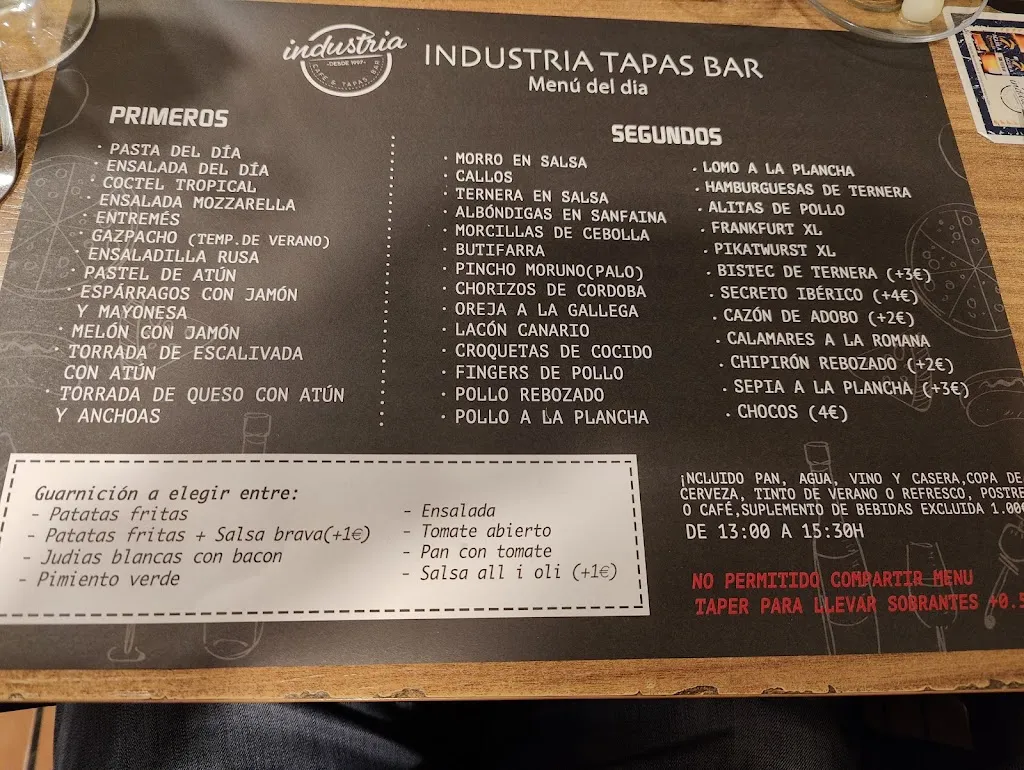 industria
-DESDE 1997-
CAFÉ & TAPAS BAR
INDUSTRIA TAPAS BAR
Menú del dia
PRIMEROS
· PASTA DEL DÍA
· ENSALADA DEL DÍA
· COCTEL TROPICAL
· ENSALADA MOZZARELLA
· ENTREMÉS
· GAZPACHO (TEMP.DE VERANO)
· ENSALADILLA RUSA
· PASTEL DE ATÚN
· ESPÁRRAGOS CON JAMÓN
Y MAYONESA
· MELÓN CON JAMÓN
· TORRADA DE ESCALIVADA
CON ATÚN
· TORRADA DE QUESO CON ATÚN
Y ANCHOAS
SEGUNDOS
· MORRO EN SALSA
· CALLOS
· TERNERA EN SALSA
· ALBÓNDIGAS EN SANFAINA
· MORCILLAS DE CEBOLLA
· BUTIFARRA
· PINCHO MORUNO(PALO)
· CHORIZOS DE CORDOBA
· OREJA A LA GALLEGA
· LACÓN CANARIO
· CROQUETAS DE COCIDO
· FINGERS DE POLLO
· POLLO REBOZADO
· POLLO A LA PLANCHA
· LOMO A LA PLANCHA
· HAMBURGUESAS DE TERNERA
· ALITAS DE POLLO
· FRANKFURT XL
· PIKATWURST XL
· BISTEC DE TERNERA (+3€)
· SECRETO IBÉRICO (+4€)
· CAZÓN DE ADOBO (+2€)
· CALAMARES A LA ROMANA
· CHIPIRÓN REBOZADO (+2€)
· SEPIA A LA PLANCHA (+3€)
· CHOCOS (4€)
Guarnición a elegir entre:
- Patatas fritas
- Patatas fritas + Salsa brava(+1€)
- Judias blancas con bacon
- Pimiento verde
- Ensalada
- Tomate abierto
- Pan con tomate
- Salsa all i oli (+1€)
¡NCLUIDO PAN, AGUA, VINO Y CASERA,COPA DE
CERVEZA, TINTO DE VERANO O REFRESCO, POSTRE
O CAFÉ,SUPLEMENTO DE BEBIDAS EXCLUIDA 1.00€
DE 13:00 A 15:30H
NO PERMITIDO COMPARTIR MENU
TAPER PARA LLEVAR SOBRANTES +0.5